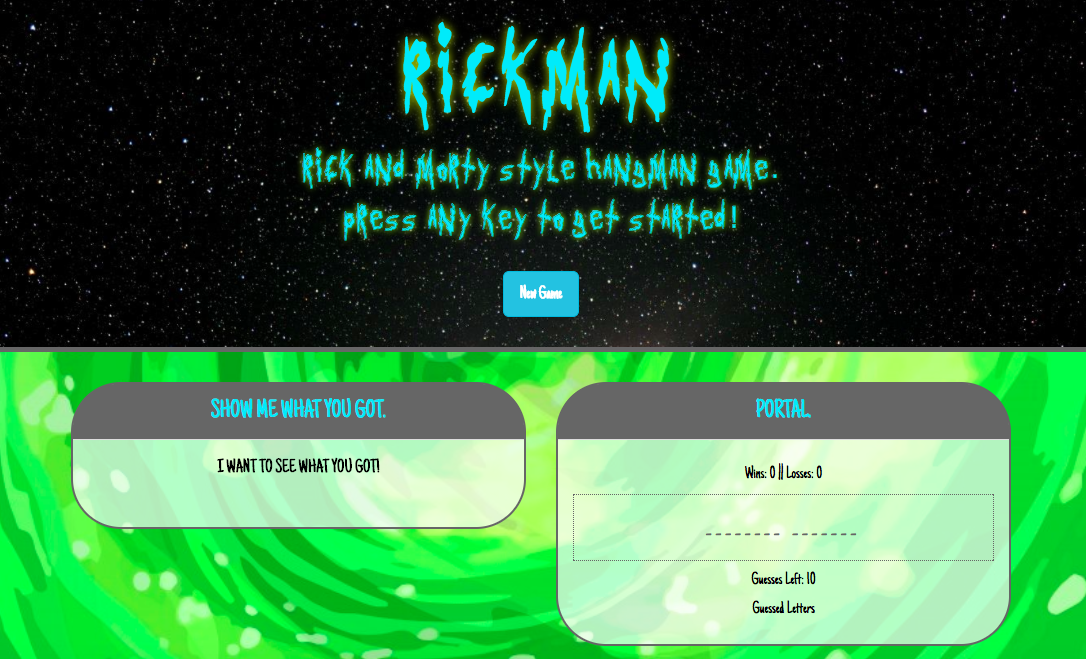 RickMAN
Rick ANd MoRty styLe hANgMAN gAMe.
pRess ANy key to get stARted!
New Game
SHOW ME WHAT YOU GOT.
I WANT TO SEE WHAT YOU GOT!
PORTAL.
Wins: 0 || Losses: 0
_ _ _ _ _ _ _ _ _ _ _ _ _ _ _
Guesses Left: 10
Guessed Letters